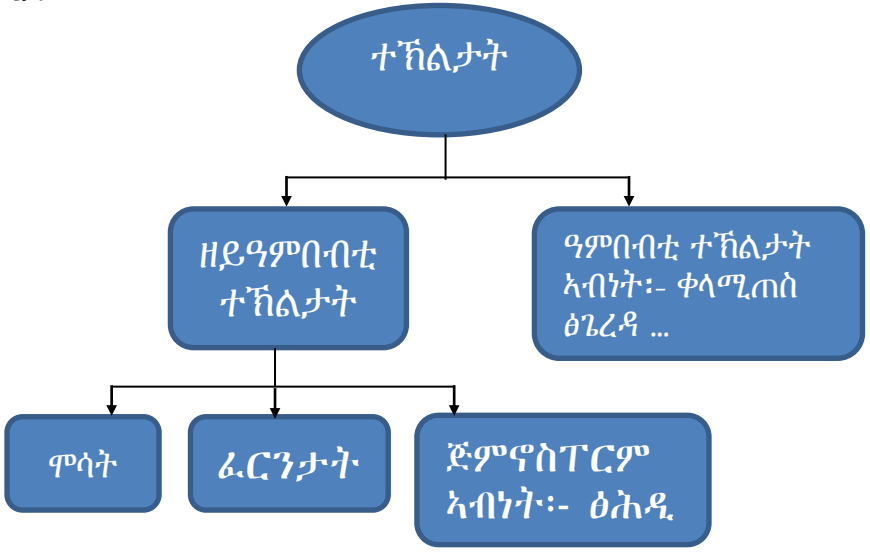 ተኽልታት
ዘይዓምበብቲ
ተኽልታት
ዓምበብቲ ተኽልታት
ኣብነት፡- ቀላሚጠስ
ፅጌረዳ ...
ሞሳት
ፈርንታት
ጅምኖስፐርም
ኣብነት፡- ፅሕዲ